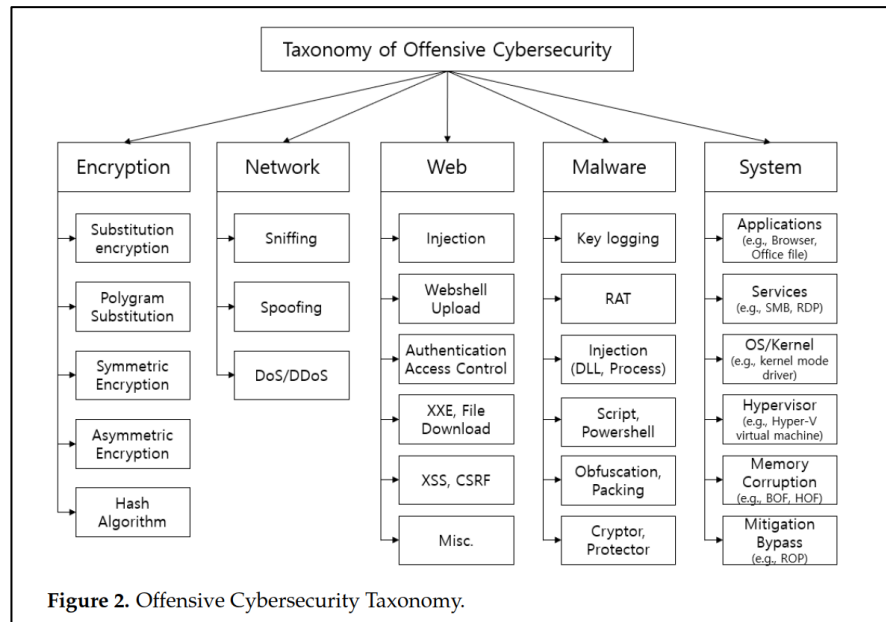 Taxonomy of Offensive Cybersecurity
Encryption
Network
Web
Malware
System
Substitution
encryption
Polygram
Substitution
Symmetric
Encryption
Asymmetric
Encryption
Hash
Algorithm
Sniffing
Spoofing
DoS/DDoS
Injection
Webshell
Upload
Authentication
Access Control
XXE, File
Download
XSS, CSRF
Misc.
Key logging
RAT
Injection
(DLL, Process)
Script,
Powershell
Obfuscation,
Packing
Cryptor,
Protector
Applications
(e.g., Browser,
Office file)
Services
(e.g., SMB, RDP)
OS/Kernel
(e.g., kernel mode
driver)
Hypervisor
(e.g., Hyper-V
virtual machine)
Memory
Corruption
(e.g., BOF, HOF)
Mitigation
Bypass
(e.g., ROP)
Figure 2. Offensive Cybersecurity Taxonomy.